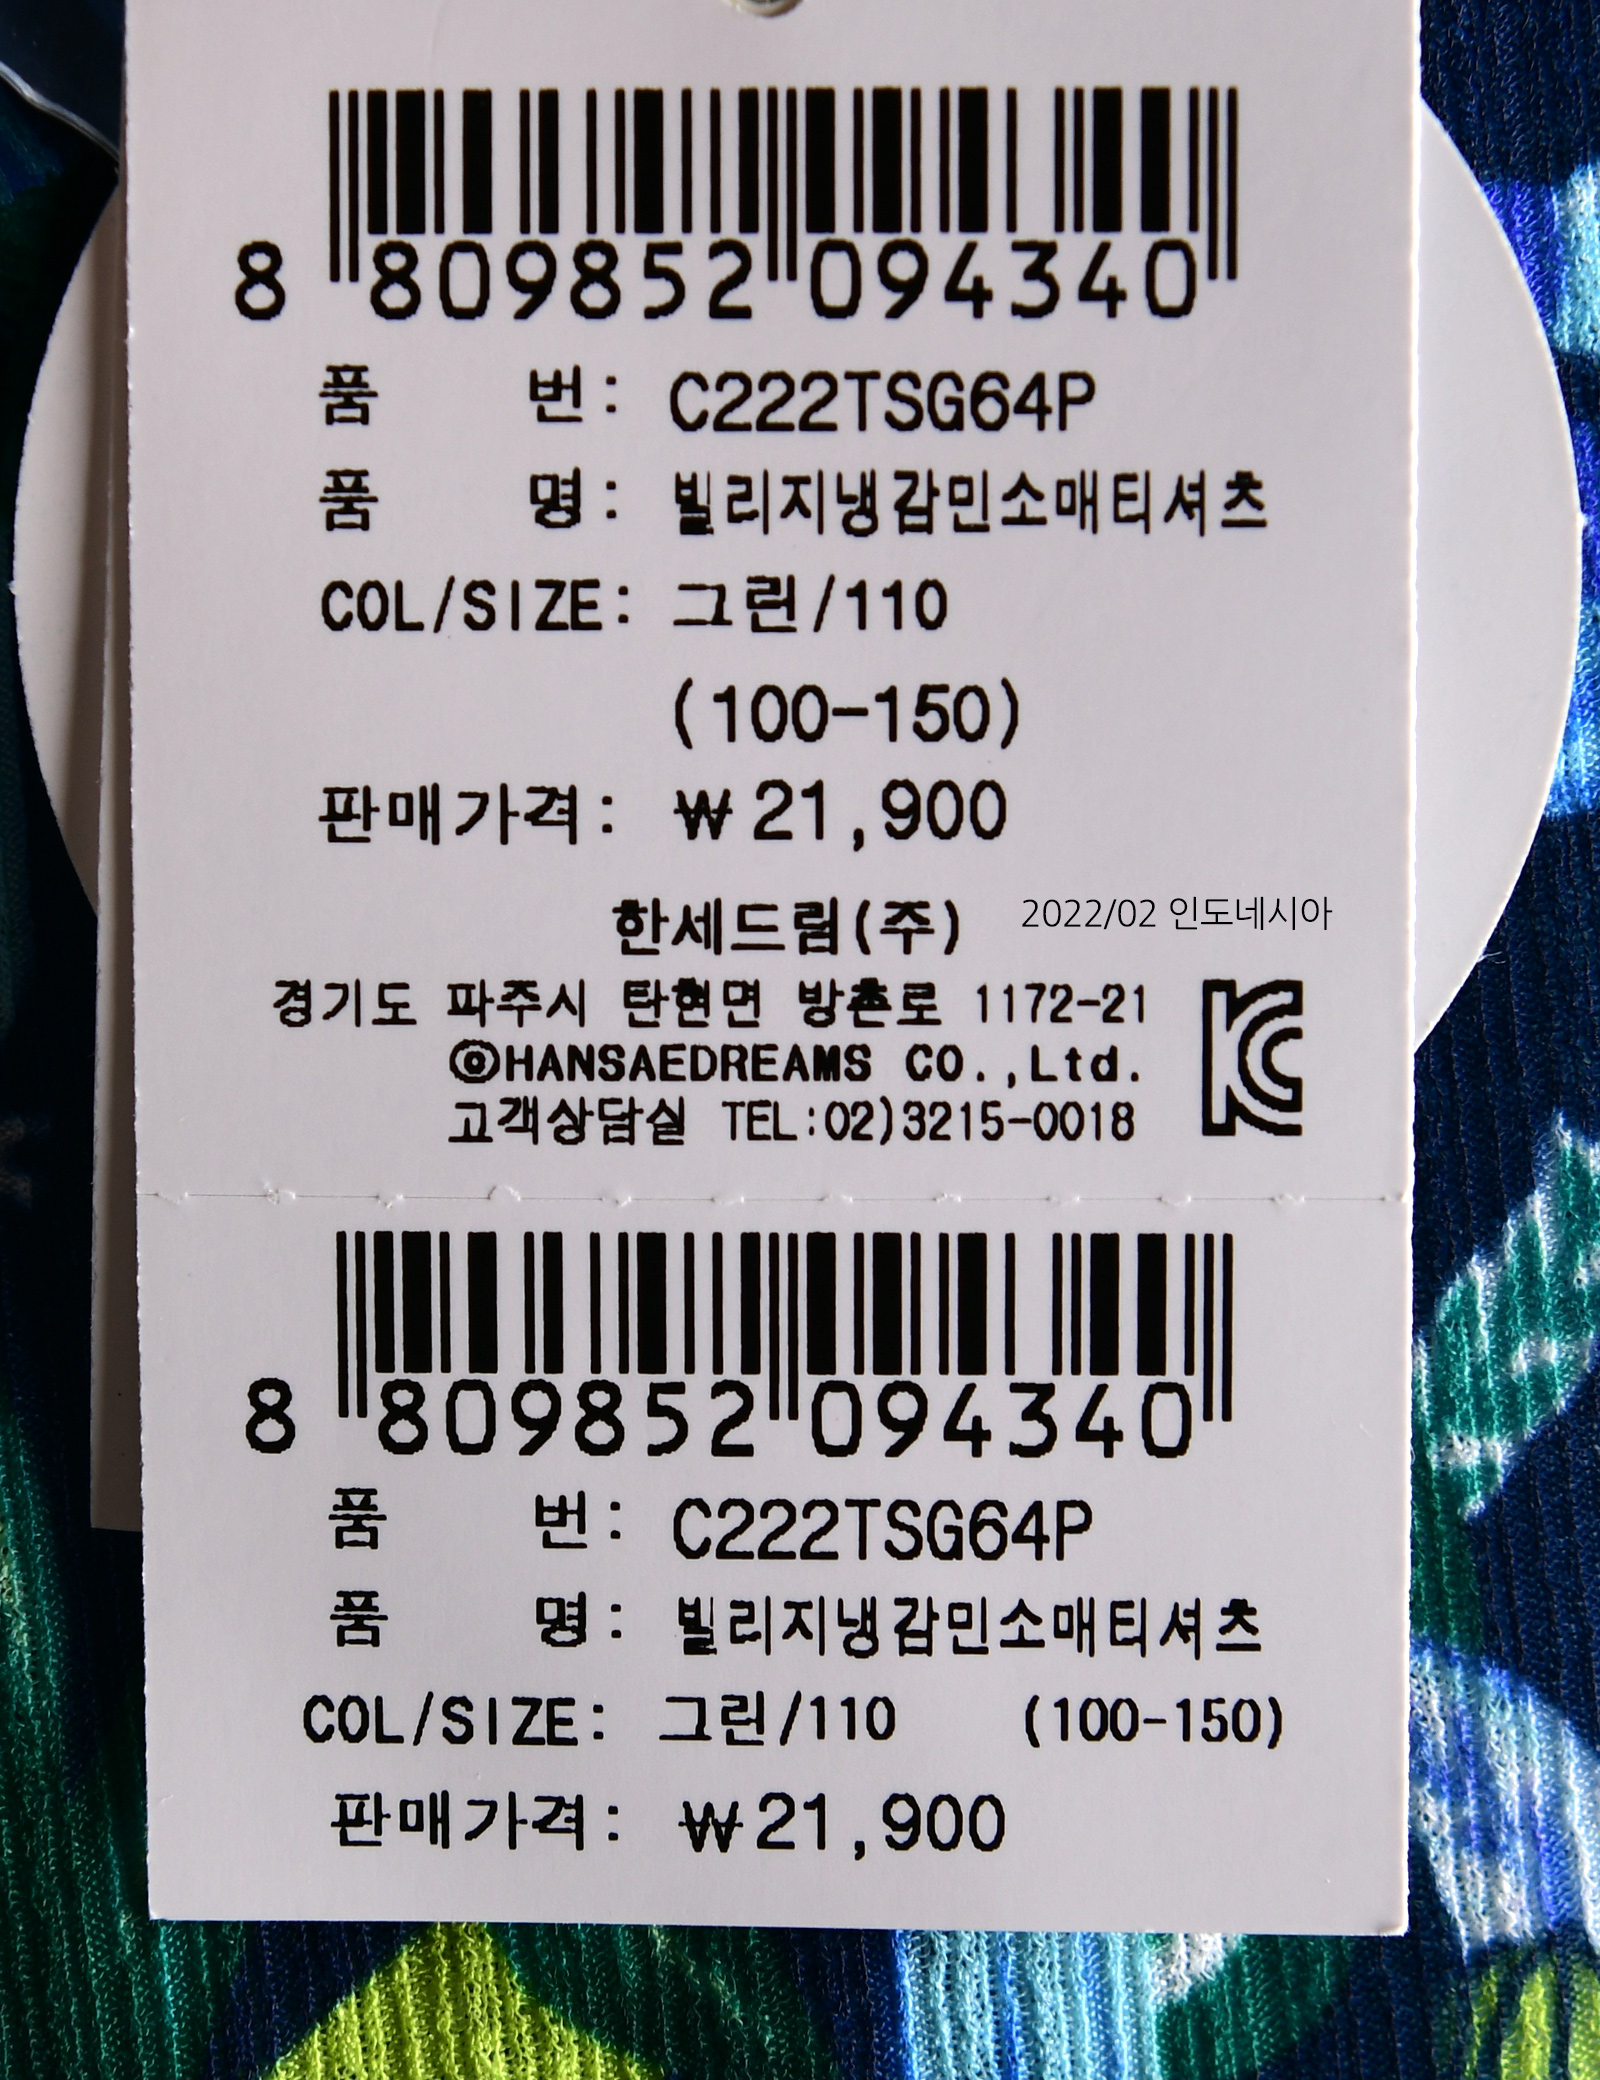 8 809852 094340
품 번: C222TSG64P
품 명: 빌리지냉감민소매티셔츠
COL/SIZE: 그린/110
(100-150)
판매가격: ₩21,900
한세드림(주) 2022/02 인도네시아
경기도 파주시 탄현면 방촌로 1172-21
©HANSAEDREAMS CO.,Ltd.
고객상담실 TEL:02)3215-0018
8 809852 094340
품 번: C222TSG64P
품 명: 빌리지냉감민소매티셔츠
COL/SIZE: 그린/110 (100-150)
판매가격: ₩21,900